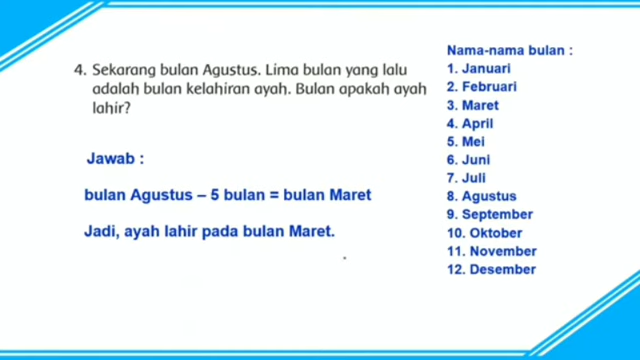 4. Sekarang bulan Agustus. Lima bulan yang lalu
adalah bulan kelahiran ayah. Bulan apakah ayah
lahir?
Jawab :
bulan Agustus – 5 bulan = bulan Maret
Jadi, ayah lahir pada bulan Maret.
Nama-nama bulan :
1. Januari
2. Februari
3. Maret
4. April
5. Mei
6. Juni
7. Juli
8. Agustus
9. September
10. Oktober
11. November
12. Desember